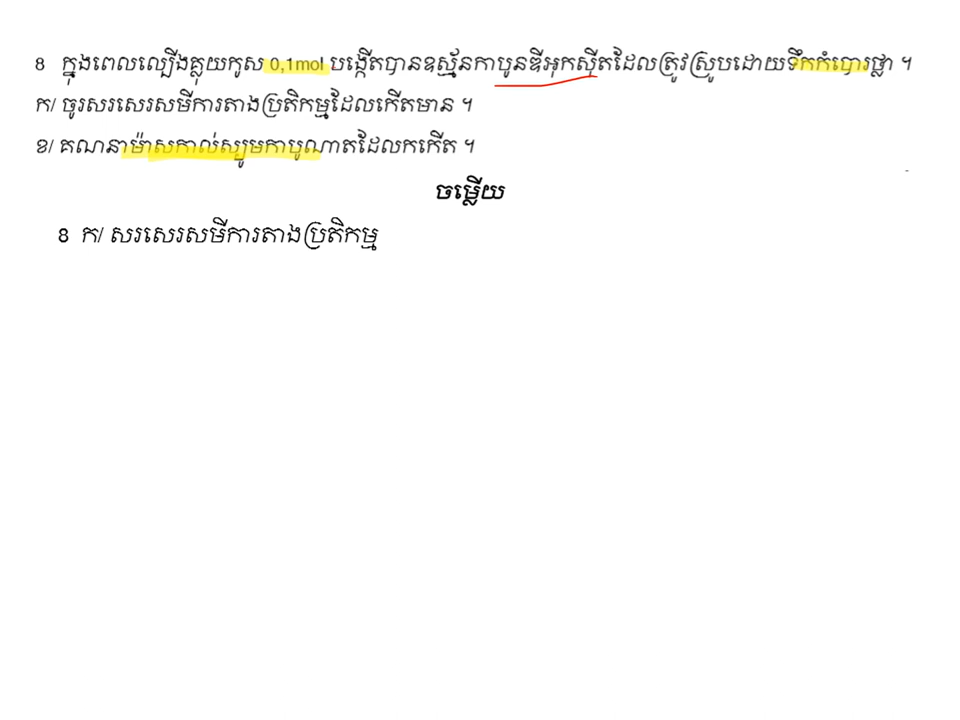 8 ក្នុងពេលល្បើងគ្លុយកូស 0,1mol បង្កើតបានឧស្ម័នកាបូនឌីអុកស៊ីតដែលត្រូវស្រូបដោយទឹកកំបោរថ្លា ។
ក/ ចូរសរសេរសមីការតាងប្រតិកម្មដែលកើតមាន ។
ខ/ គណនាម៉ាសកាល់ស្យូមកាបូណាតដែលកកើត ។
ចម្លើយ
8 ក/ សរសេរសមីការតាងប្រតិកម្ម